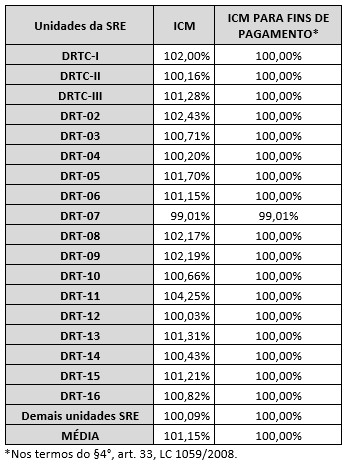 Unidades da SRE ICM ICM PARA FINS DE
PAGAMENTO*
DRTC-I 102,00% 100,00%
DRTC-II 100,16% 100,00%
DRTC-III 101,28% 100,00%
DRT-02 102,43% 100,00%
DRT-03 100,71% 100,00%
DRT-04 100,20% 100,00%
DRT-05 101,70% 100,00%
DRT-06 101,15% 100,00%
DRT-07 99,01% 99,01%
DRT-08 102,17% 100,00%
DRT-09 102,19% 100,00%
DRT-10 100,66% 100,00%
DRT-11 104,25% 100,00%
DRT-12 100,03% 100,00%
DRT-13 101,31% 100,00%
DRT-14 100,43% 100,00%
DRT-15 101,21% 100,00%
DRT-16 100,82% 100,00%
Demais unidades SRE 100,09% 100,00%
MÉDIA 101,15% 100,00%
*Nos termos do §4°, art. 33, LC 1059/2008.